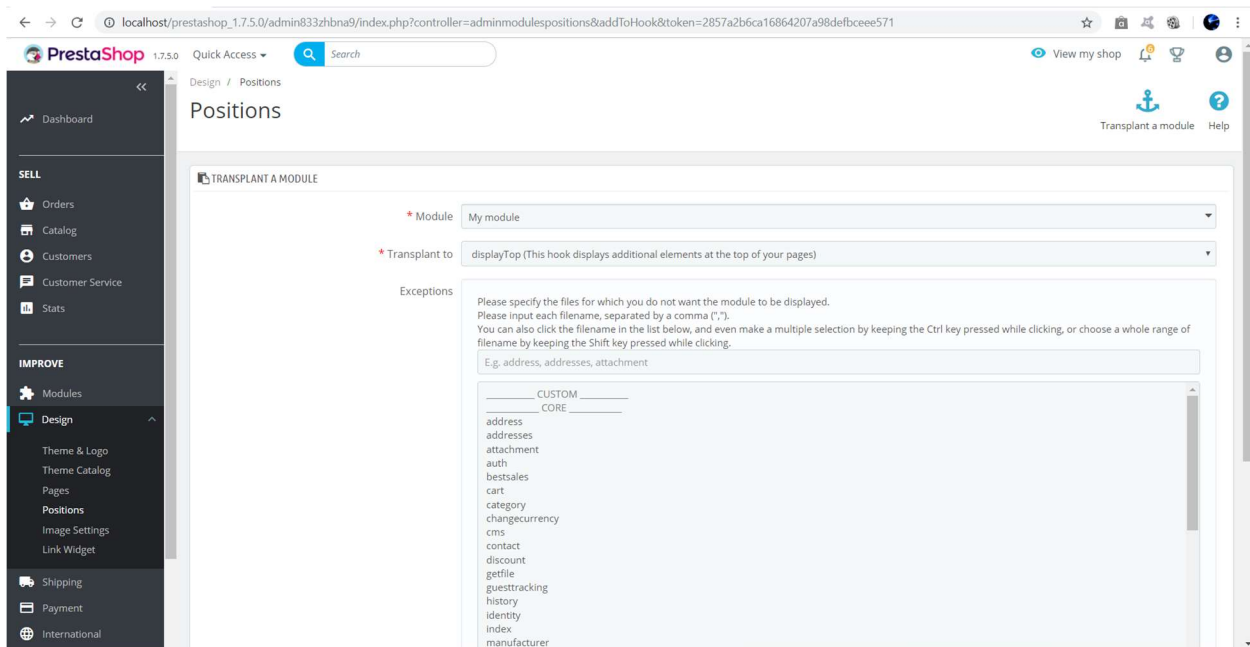 localhost/prestashop_1.7.5.0/admin833zhbna9/index.php?controller=adminmodulespositions&addToHook&token=2857a2b6ca16864207a98defbceee571
PrestaShop 1.7.5.0 Quick Access Search View my shop 6
Design / Positions
Positions
Transplant a module Help
Dashboard
SELL
Orders
Catalog
Customers
Customer Service
Stats
IMPROVE
Modules
Design
Theme & Logo
Theme Catalog
Pages
Positions
Image Settings
Link Widget
Shipping
Payment
International
TRANSPLANT A MODULE
* Module My module
* Transplant to displayTop (This hook displays additional elements at the top of your pages)
Exceptions
Please specify the files for which you do not want the module to be displayed.
Please input each filename, separated by a comma (",").
You can also click the filename in the list below, and even make a multiple selection by keeping the Ctrl key pressed while clicking, or choose a whole range of
filename by keeping the Shift key pressed while clicking.
E.g. address, addresses, attachment
___________ CUSTOM ___________
____________ CORE ____________
address
addresses
attachment
auth
bestsales
cart
category
changecurrency
cms
contact
discount
getfile
guesttracking
history
identity
index
manufacturer